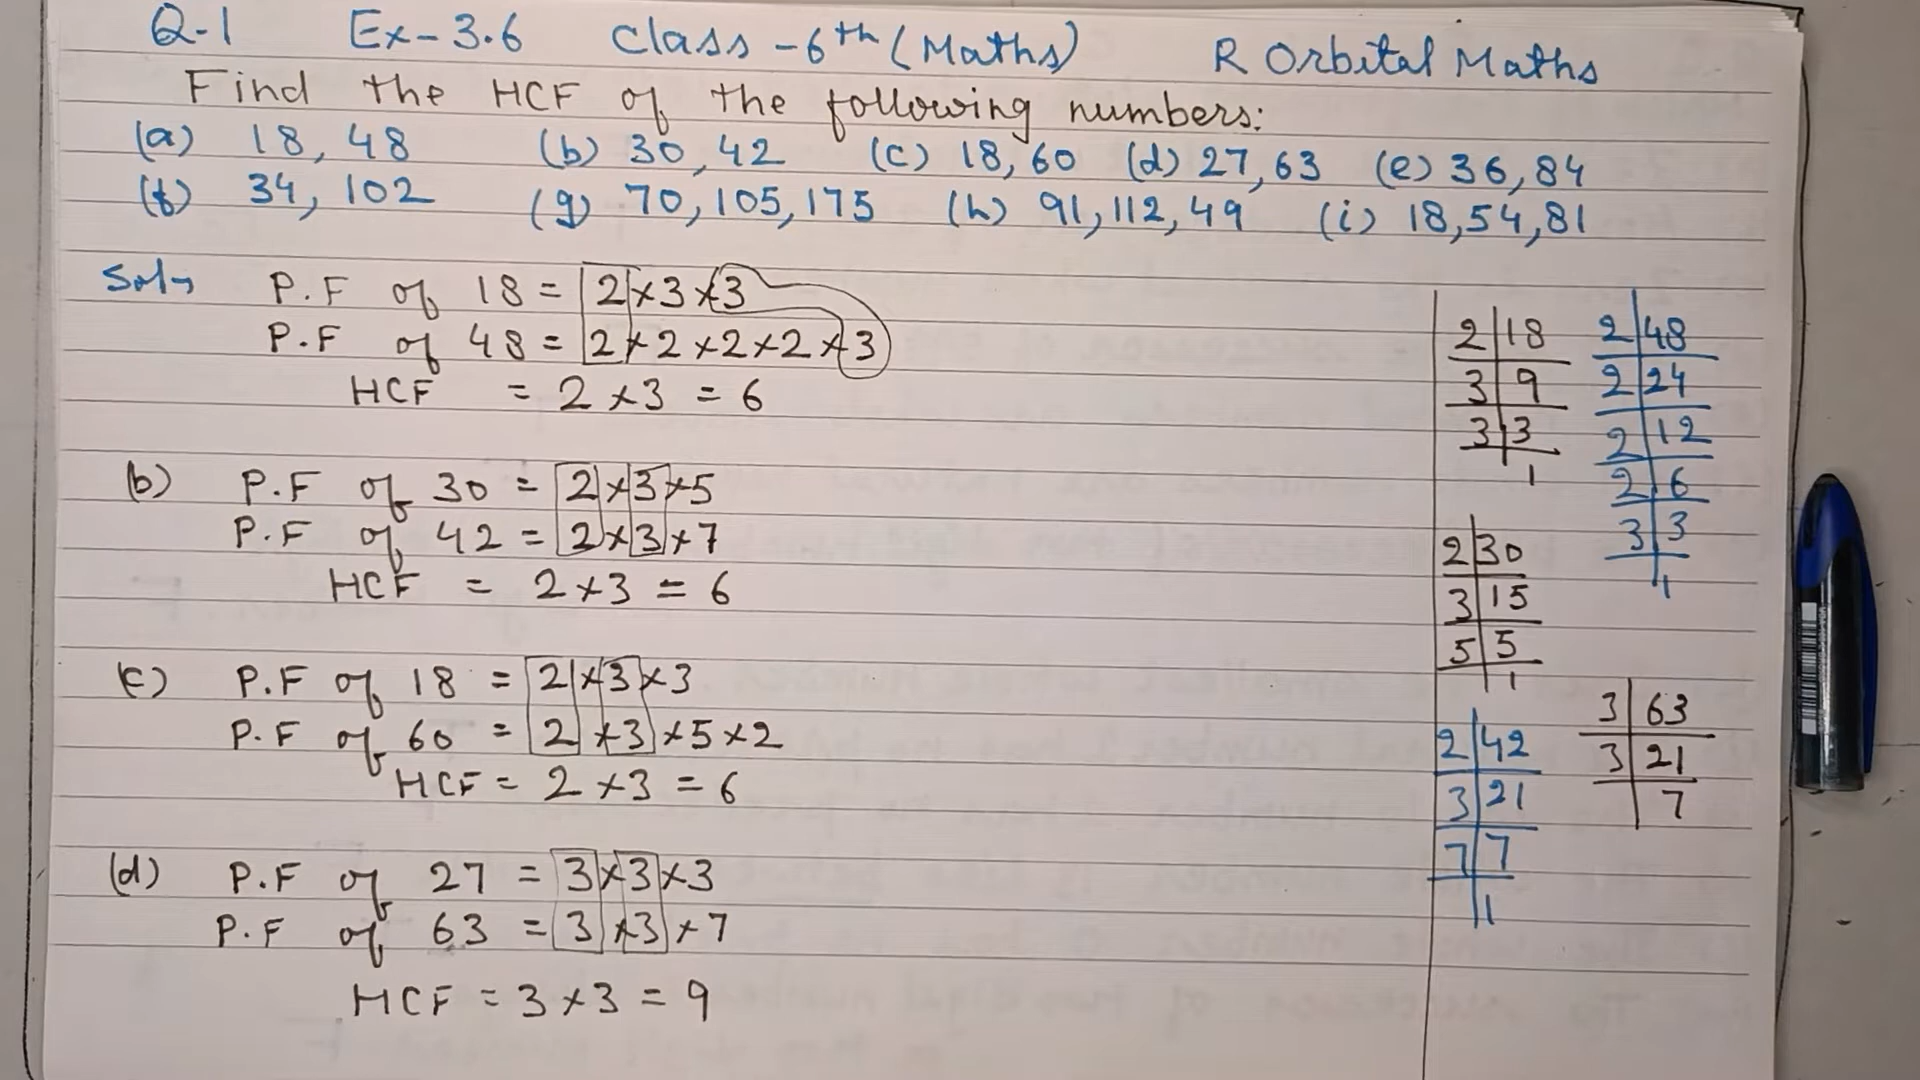 Q-1 Ex-3.6 Class-6th (Maths) R Orbital Maths
Find the HCF of the following numbers:
(a) 18, 48 (b) 30, 42 (c) 18, 60 (d) 27, 63 (e) 36, 84
(f) 34, 102 (g) 70, 105, 175 (h) 91, 112, 49 (i) 18, 54, 81
Soln P.F of 18 = 2×3×3
P.F of 48 = 2×2×2×2×3
HCF = 2×3 = 6
(b) P.F of 30 = 2×3×5
P.F of 42 = 2×3×7
HCF = 2×3 = 6
(c) P.F of 18 = 2×3×3
P.F of 60 = 2×3×5×2
HCF = 2×3 = 6
(d) P.F of 27 = 3×3×3
P.F of 63 = 3×3×7
HCF = 3×3 = 9
2 18
3 9
3 3
1
2 48
2 24
2 12
2 6
3 3
1
2 30
3 15
5 5
1
2 42
3 21
7 7
1
3 63
3 21
7